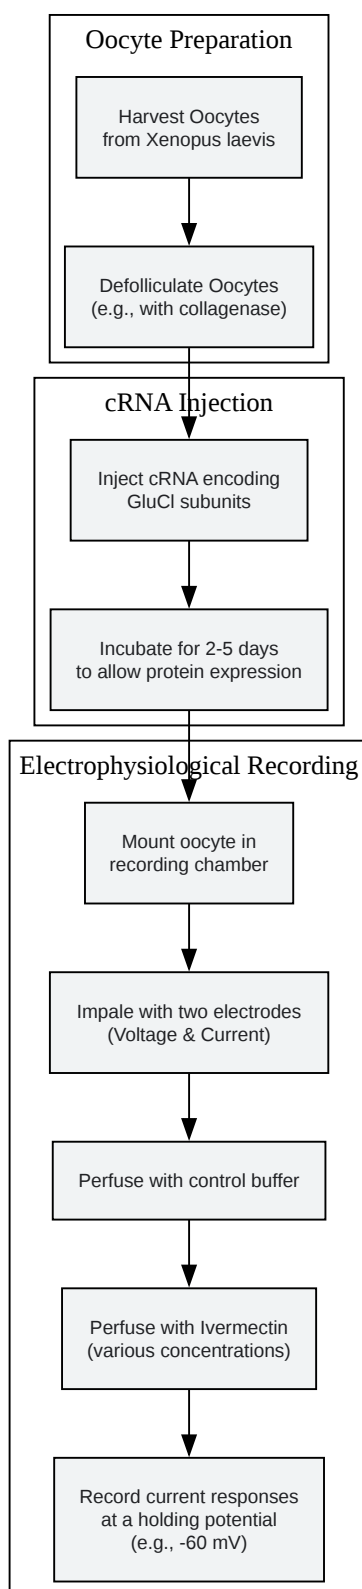 Oocyte Preparation
Harvest Oocytes
from Xenopus laevis
Defolliculate Oocytes
(e.g., with collagenase)
cRNA Injection
Inject cRNA encoding
GluCl subunits
Incubate for 2-5 days
to allow protein expression
Electrophysiological Recording
Mount oocyte in
recording chamber
Impale with two electrodes
(Voltage & Current)
Perfuse with control buffer
Perfuse with Ivermectin
(various concentrations)
Record current responses
at a holding potential
(e.g., -60 mV)